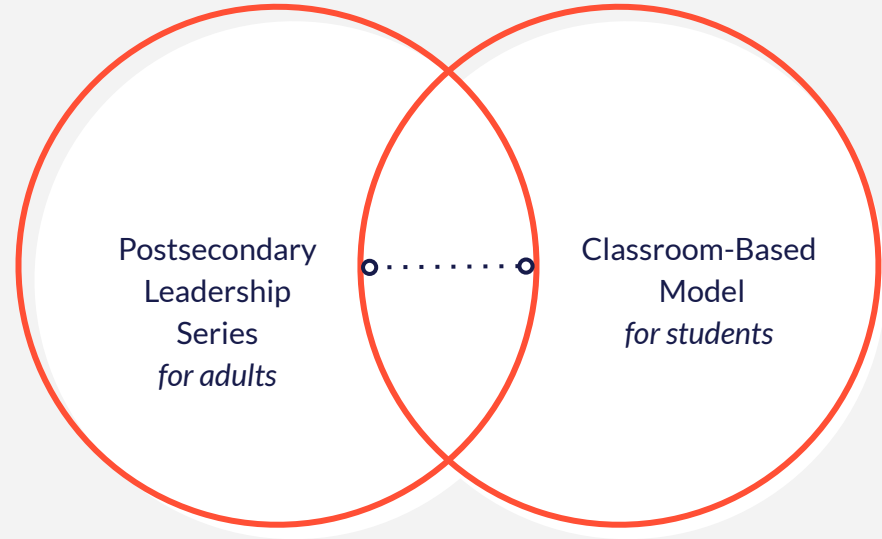 Postsecondary
Leadership
Series
for adults
Classroom-Based
Model
for students